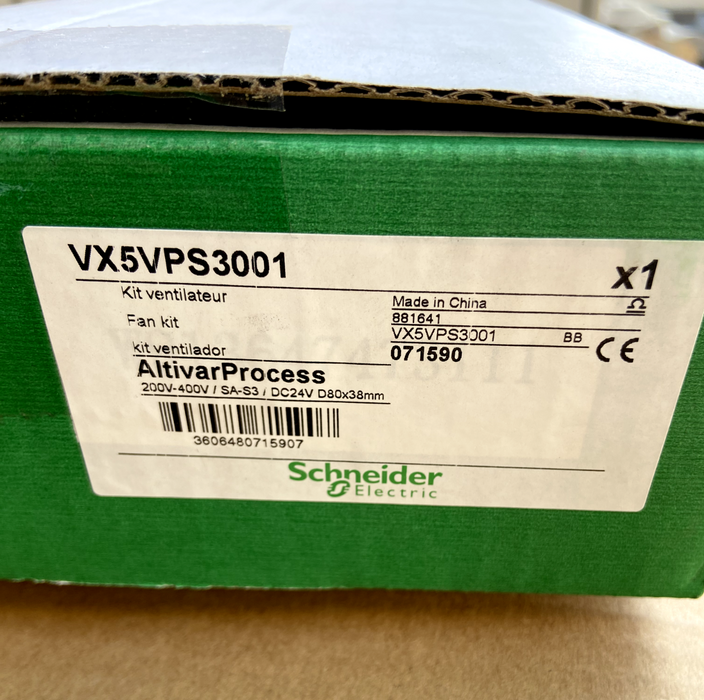 VX5VPS3001
x1
Kit ventilateur
Fan kit
kit ventilador
Made in China
881641
VX5VPS3001 BB
071590
CE
AltivarProcess
200V-400V / SA-S3 / DC24V D80x38mm
3606480715907
Schneider
Electric